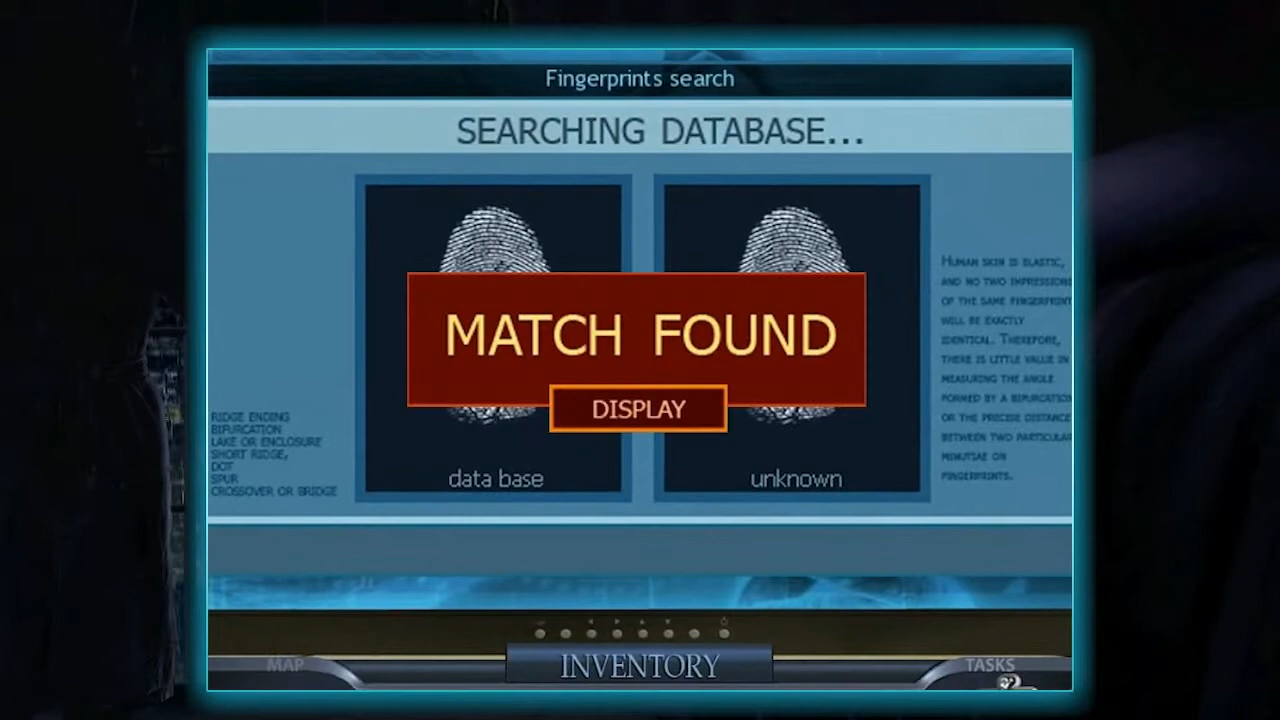 Fingerprints search
SEARCHING DATABASE...
MATCH FOUND
DISPLAY
data base
unknown
RIDGE ENDING
BIFURCATION
LAKE OR ENCLOSURE
SHORT RIDGE,
DOT
SPUR
CROSSOVER OR BRIDGE
HUMAN SKIN IS ELASTIC,
AND NO TWO IMPRESSIONS
OF THE SAME FINGERPRINT
WILL BE EXACTLY
IDENTICAL. THEREFORE,
THERE IS LITTLE VALUE IN
MEASURING THE ANGLE
FORMED BY A BIFURCATION
OR THE PRECISE DISTANCE
BETWEEN TWO PARTICULAR
MINUTIAE ON
FINGERPRINTS.
MAP
INVENTORY
TASKS